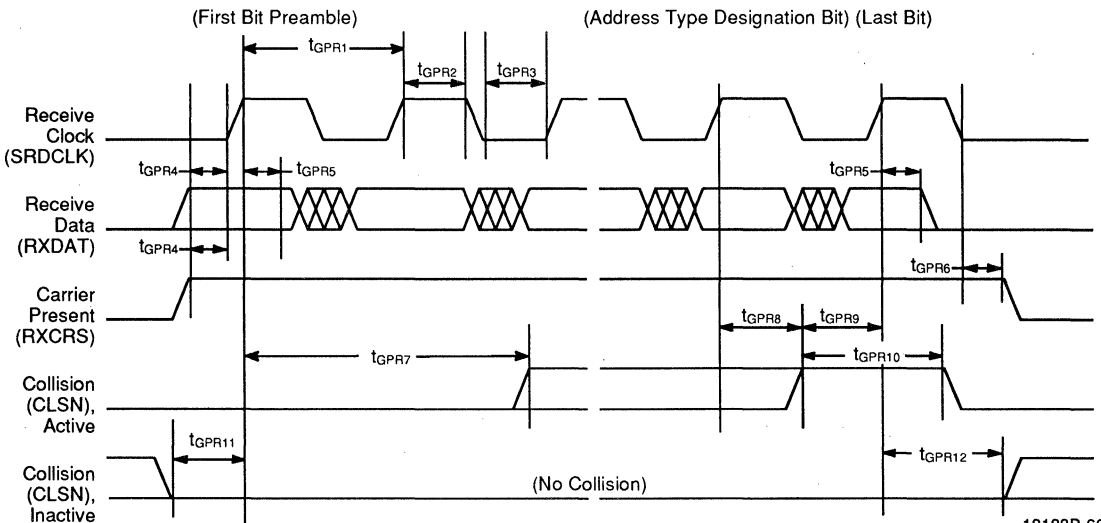 (First Bit Preamble)
(Address Type Designation Bit) (Last Bit)
tGPR1
tGPR2
tGPR3
Receive
Clock
(SRDCLK)
tGPR4
tGPR5
tGPR5
Receive
Data
(RXDAT)
tGPR4
tGPR6
Carrier
Present
(RXCRS)
tGPR8
tGPR9
tGPR7
tGPR10
Collision
(CLSN),
Active
tGPR11
tGPR12
Collision
(CLSN),
Inactive
(No Collision)